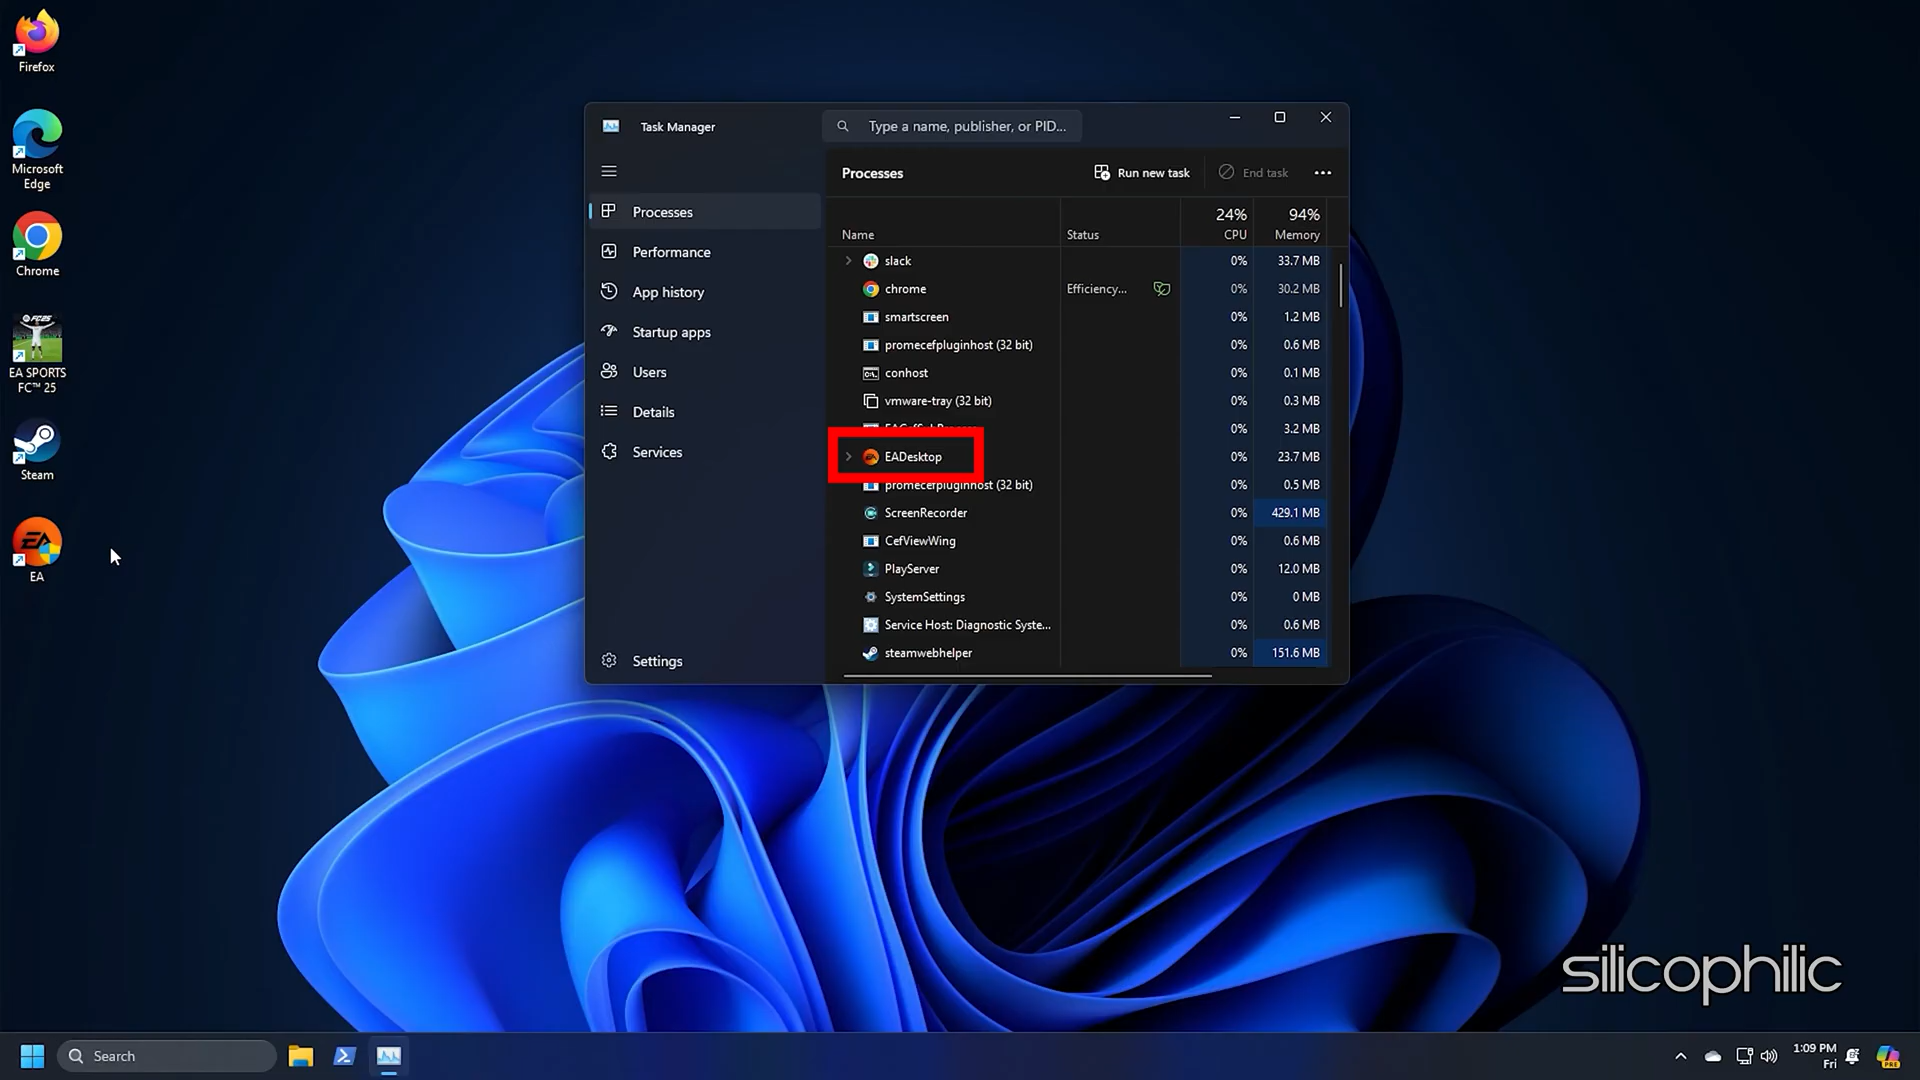 Firefox
Microsoft
Edge
Chrome
EA SPORTS
FC™ 25
Steam
EA
Task Manager
Type a name, publisher, or PID...
Processes
Performance
App history
Startup apps
Users
Details
Services
Settings
Processes
Run new task
End task
Name
Status
24%
CPU
94%
Memory
slack 0% 33.7 MB
chrome Efficiency... 0% 30.2 MB
smartscreen 0% 1.2 MB
promecefpluginhost (32 bit) 0% 0.6 MB
conhost 0% 0.1 MB
vmware-tray (32 bit) 0% 0.3 MB
0% 3.2 MB
EADesktop 0% 23.7 MB
promecefpluginhost (32 bit) 0% 0.5 MB
ScreenRecorder 0% 429.1 MB
CefViewWing 0% 0.6 MB
PlayServer 0% 12.0 MB
SystemSettings 0% 0 MB
Service Host: Diagnostic Syste... 0% 0.6 MB
steamwebhelper 0% 151.6 MB
silicophilic
Search
1:09 PM
Fri